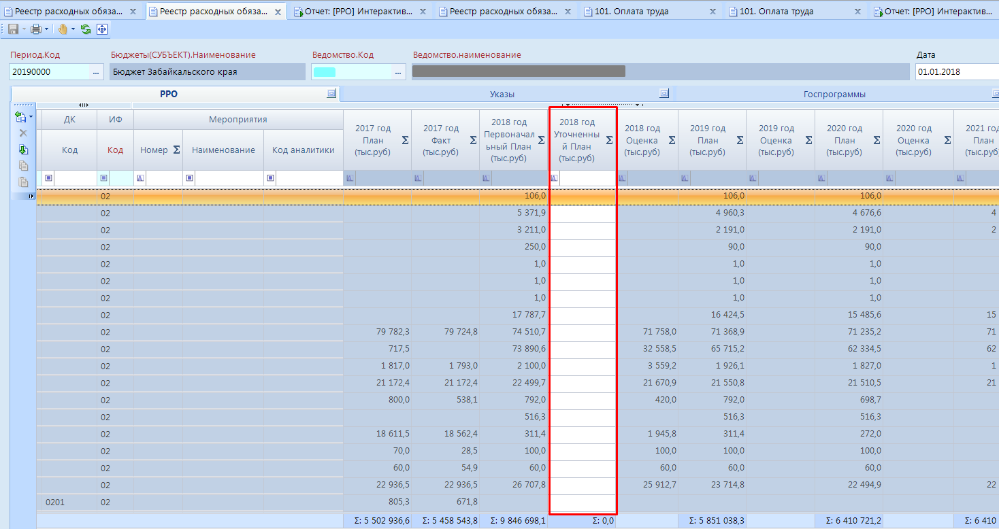 Реестр расходных обяза... Реестр расходных обяза... Отчет: [РРО] Интерактив... Реестр расходных обяза... 101. Оплата труда 101. Оплата труда Отчет: [РРО] Интерактив...
Период.Код Бюджеты(СУБЪЕКТ).Наименование Ведомство.Код Ведомство.наименование Дата
20190000 ... Бюджет Забайкальского края ... 01.01.2018
РРО Указы Госпрограммы
ДК ИФ Мероприятия
Код Код Номер Σ Наименование Код аналитики
2017 год
План Σ
(тыс.руб)
2017 год
Факт Σ
(тыс.руб)
2018 год
Первоначал
ьный План Σ
(тыс.руб)
2018 год
Уточненны
й План Σ
(тыс.руб)
2018 год
Оценка Σ
(тыс.руб)
2019 год
План Σ
(тыс.руб)
2019 год
Оценка Σ
(тыс.руб)
2020 год
План Σ
(тыс.руб)
2020 год
Оценка Σ
(тыс.руб)
2021 год
План
(тыс.руб)
02 106,0 106,0 106,0
02 5 371,9 4 960,3 4 676,6 4
02 3 211,0 2 191,0 2 191,0 2
02 250,0 90,0 90,0
02 1,0 1,0 1,0
02 1,0 1,0 1,0
02 1,0 1,0 1,0
02 17 787,7 16 424,5 15 485,6 15
02 79 782,3 79 724,8 74 510,7 71 758,0 71 368,9 71 235,2 71
02 717,5 73 890,6 32 558,5 65 715,2 62 334,5 62
02 1 817,0 1 793,0 2 100,0 3 559,2 1 926,1 1 827,0 1
02 21 172,4 21 172,4 22 499,7 21 670,9 21 550,8 21 510,5 21
02 800,0 538,1 792,0 420,0 792,0 698,7
02 516,3 516,3 516,3
02 18 611,5 18 562,4 311,4 1 945,8 311,4 272,0
02 70,0 28,5 100,0 100,0 100,0 100,0
02 60,0 54,9 60,0 60,0 60,0 60,0
02 22 936,5 22 936,5 26 707,8 25 912,7 23 714,8 22 494,9 22
0201 02 805,3 671,8
Σ: 5 502 936,6 Σ: 5 458 543,8 Σ: 9 846 698,1 Σ: 0,0 Σ: 5 851 038,3 Σ: 6 410 721,2 Σ: 6 410